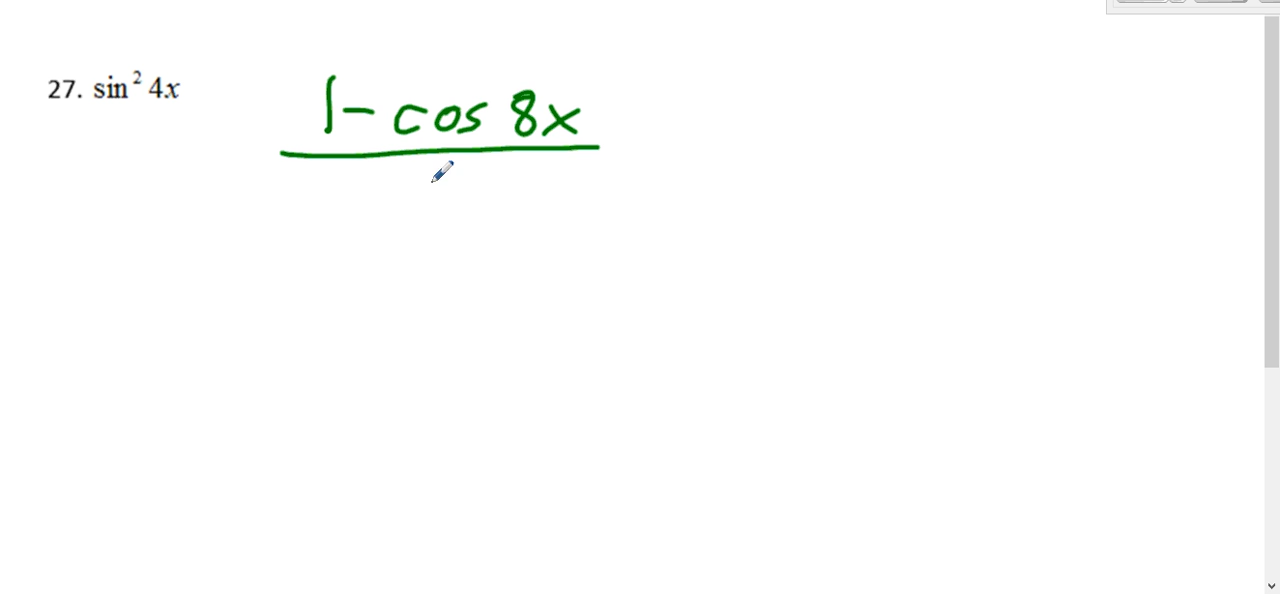 27. sin² 4x
1 - cos 8x